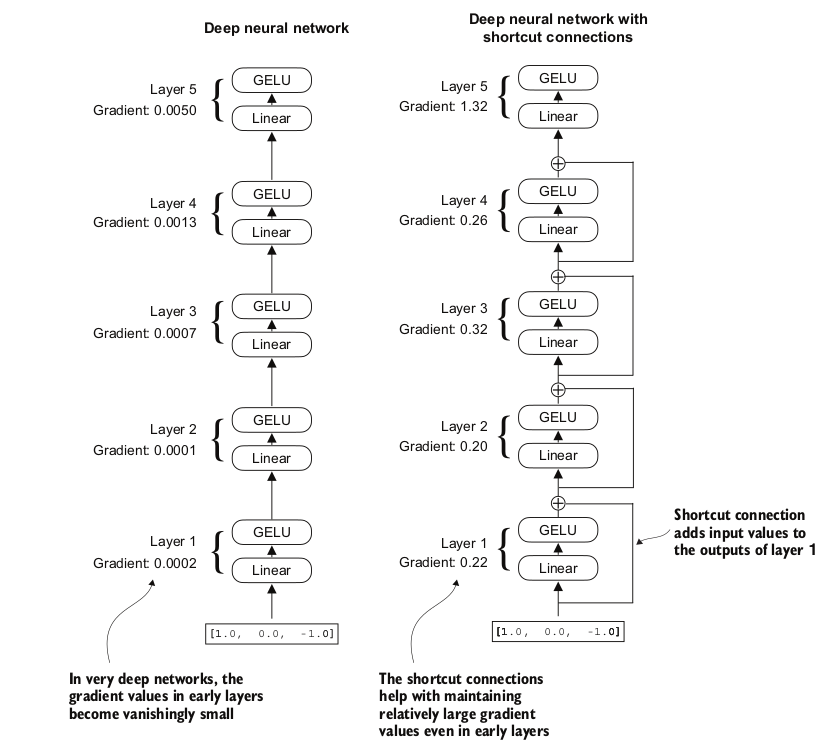 Deep neural network
Layer 5
Gradient: 0.0050
GELU
Linear
Layer 4
Gradient: 0.0013
GELU
Linear
Layer 3
Gradient: 0.0007
GELU
Linear
Layer 2
Gradient: 0.0001
GELU
Linear
Layer 1
Gradient: 0.0002
GELU
Linear
[1.0, 0.0, -1.0]
In very deep networks, the
gradient values in early layers
become vanishingly small
Deep neural network with
shortcut connections
Layer 5
Gradient: 1.32
GELU
Linear
Layer 4
Gradient: 0.26
GELU
Linear
Layer 3
Gradient: 0.32
GELU
Linear
Layer 2
Gradient: 0.20
GELU
Linear
Layer 1
Gradient: 0.22
GELU
Linear
[1.0, 0.0, -1.0]
Shortcut connection
adds input values to
the outputs of layer 1
The shortcut connections
help with maintaining
relatively large gradient
values even in early layers